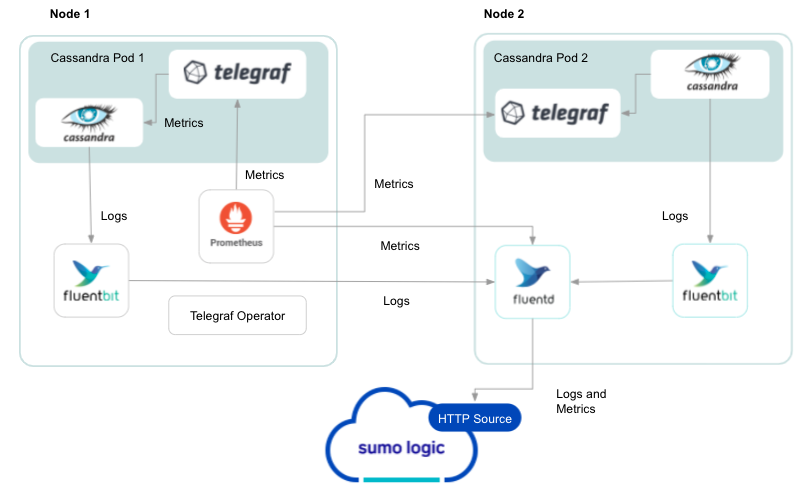 Node 1
Node 2
Cassandra Pod 1
telegraf
cassandra
Metrics
Cassandra Pod 2
cassandra
telegraf
Metrics
Metrics
Logs
Prometheus
Metrics
Logs
fluentbit
fluentd
fluentbit
Logs
Telegraf Operator
Logs and
Metrics
HTTP Source
sumo logic